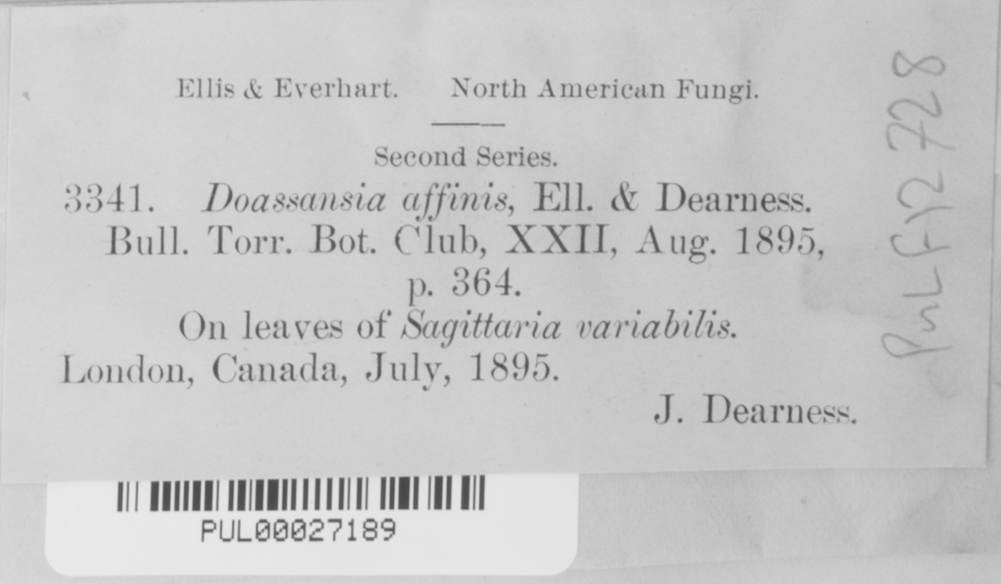 Ellis & Everhart. North American Fungi.
Second Series.
3341. Doassansia affinis, Ell. & Dearness.
Bull. Torr. Bot. Club, XXII, Aug. 1895,
p. 364.
On leaves of Sagittaria variabilis.
London, Canada, July, 1895.
J. Dearness.
PUL F12728
PUL00027189